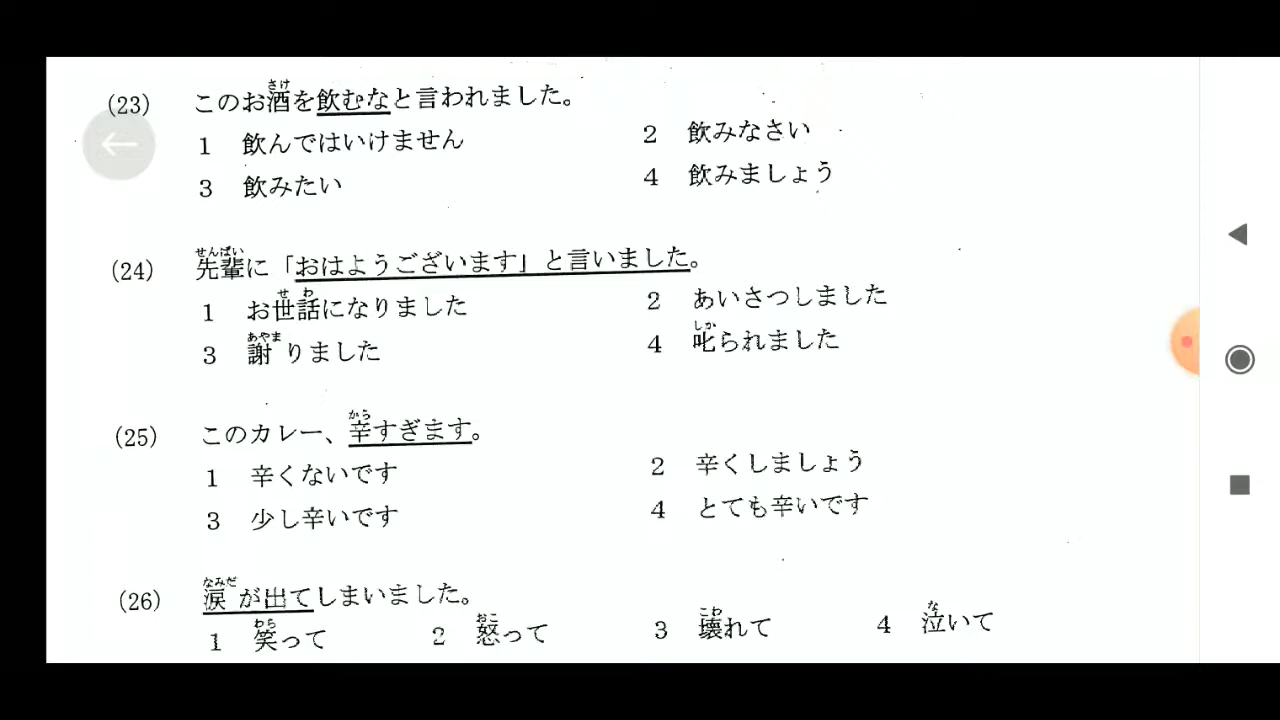 (23) このお酒を飲むなと言われました。
1 飲んではいけません 2 飲みなさい
3 飲みたい 4 飲みましょう
(24) 先輩に「おはようございます」と言いました。
1 お世話になりました 2 あいさつしました
3 謝りました 4 叱られました
(25) このカレー、辛すぎます。
1 辛くないです 2 辛くしましょう
3 少し辛いです 4 とても辛いです
(26) 涙が出てしまいました。
1 笑って 2 怒って 3 壊れて 4 泣いて